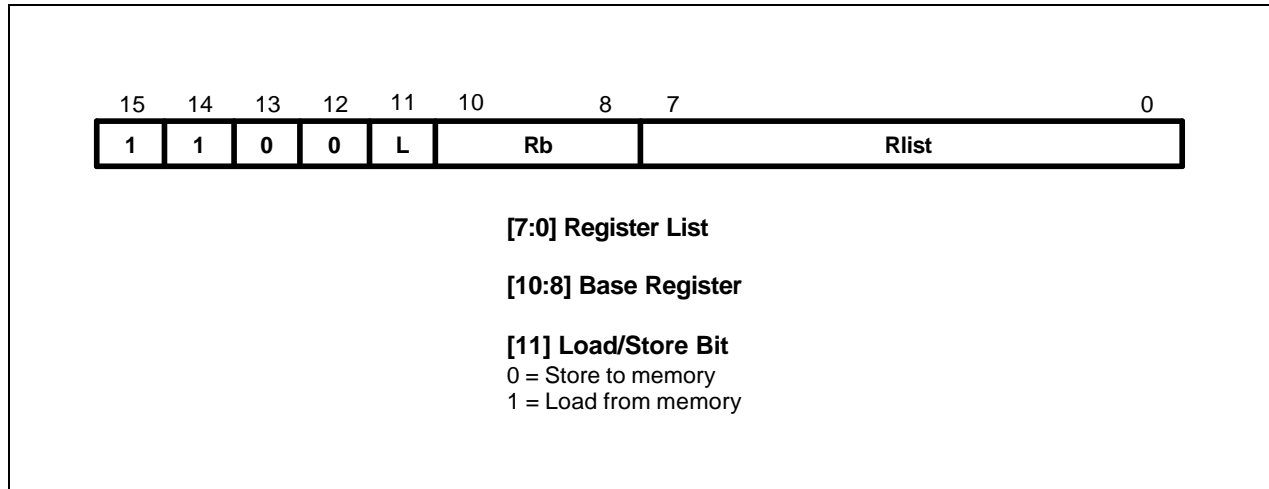 15 14 13 12 11 10 8 7 0
1 1 0 0 L Rb Rlist
[7:0] Register List
[10:8] Base Register
[11] Load/Store Bit
0 = Store to memory
1 = Load from memory